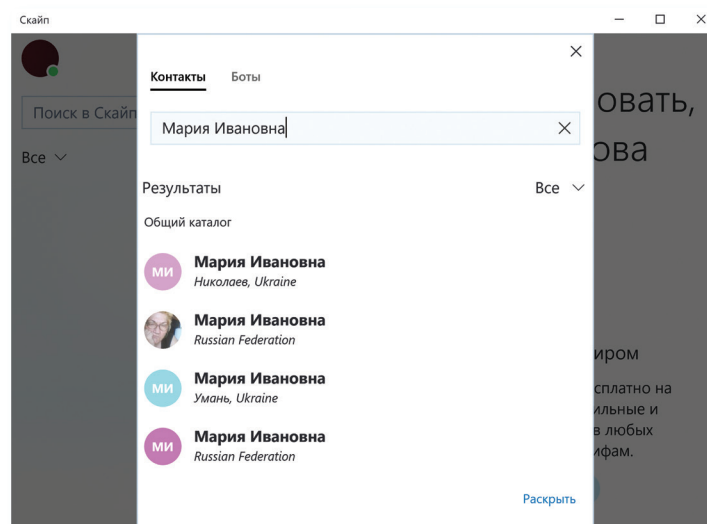 Скайп
Контакты Боты
Поиск в Скайп
Мария Ивановна
овать,
ова
Все
Результаты Все
Общий каталог
МИ Мария Ивановна
Николаев, Ukraine
Мария Ивановна
Russian Federation
МИ Мария Ивановна
Умань, Ukraine
МИ Мария Ивановна
Russian Federation
Раскрыть
иром
сплатно на
ильные и
в любых
ифам.